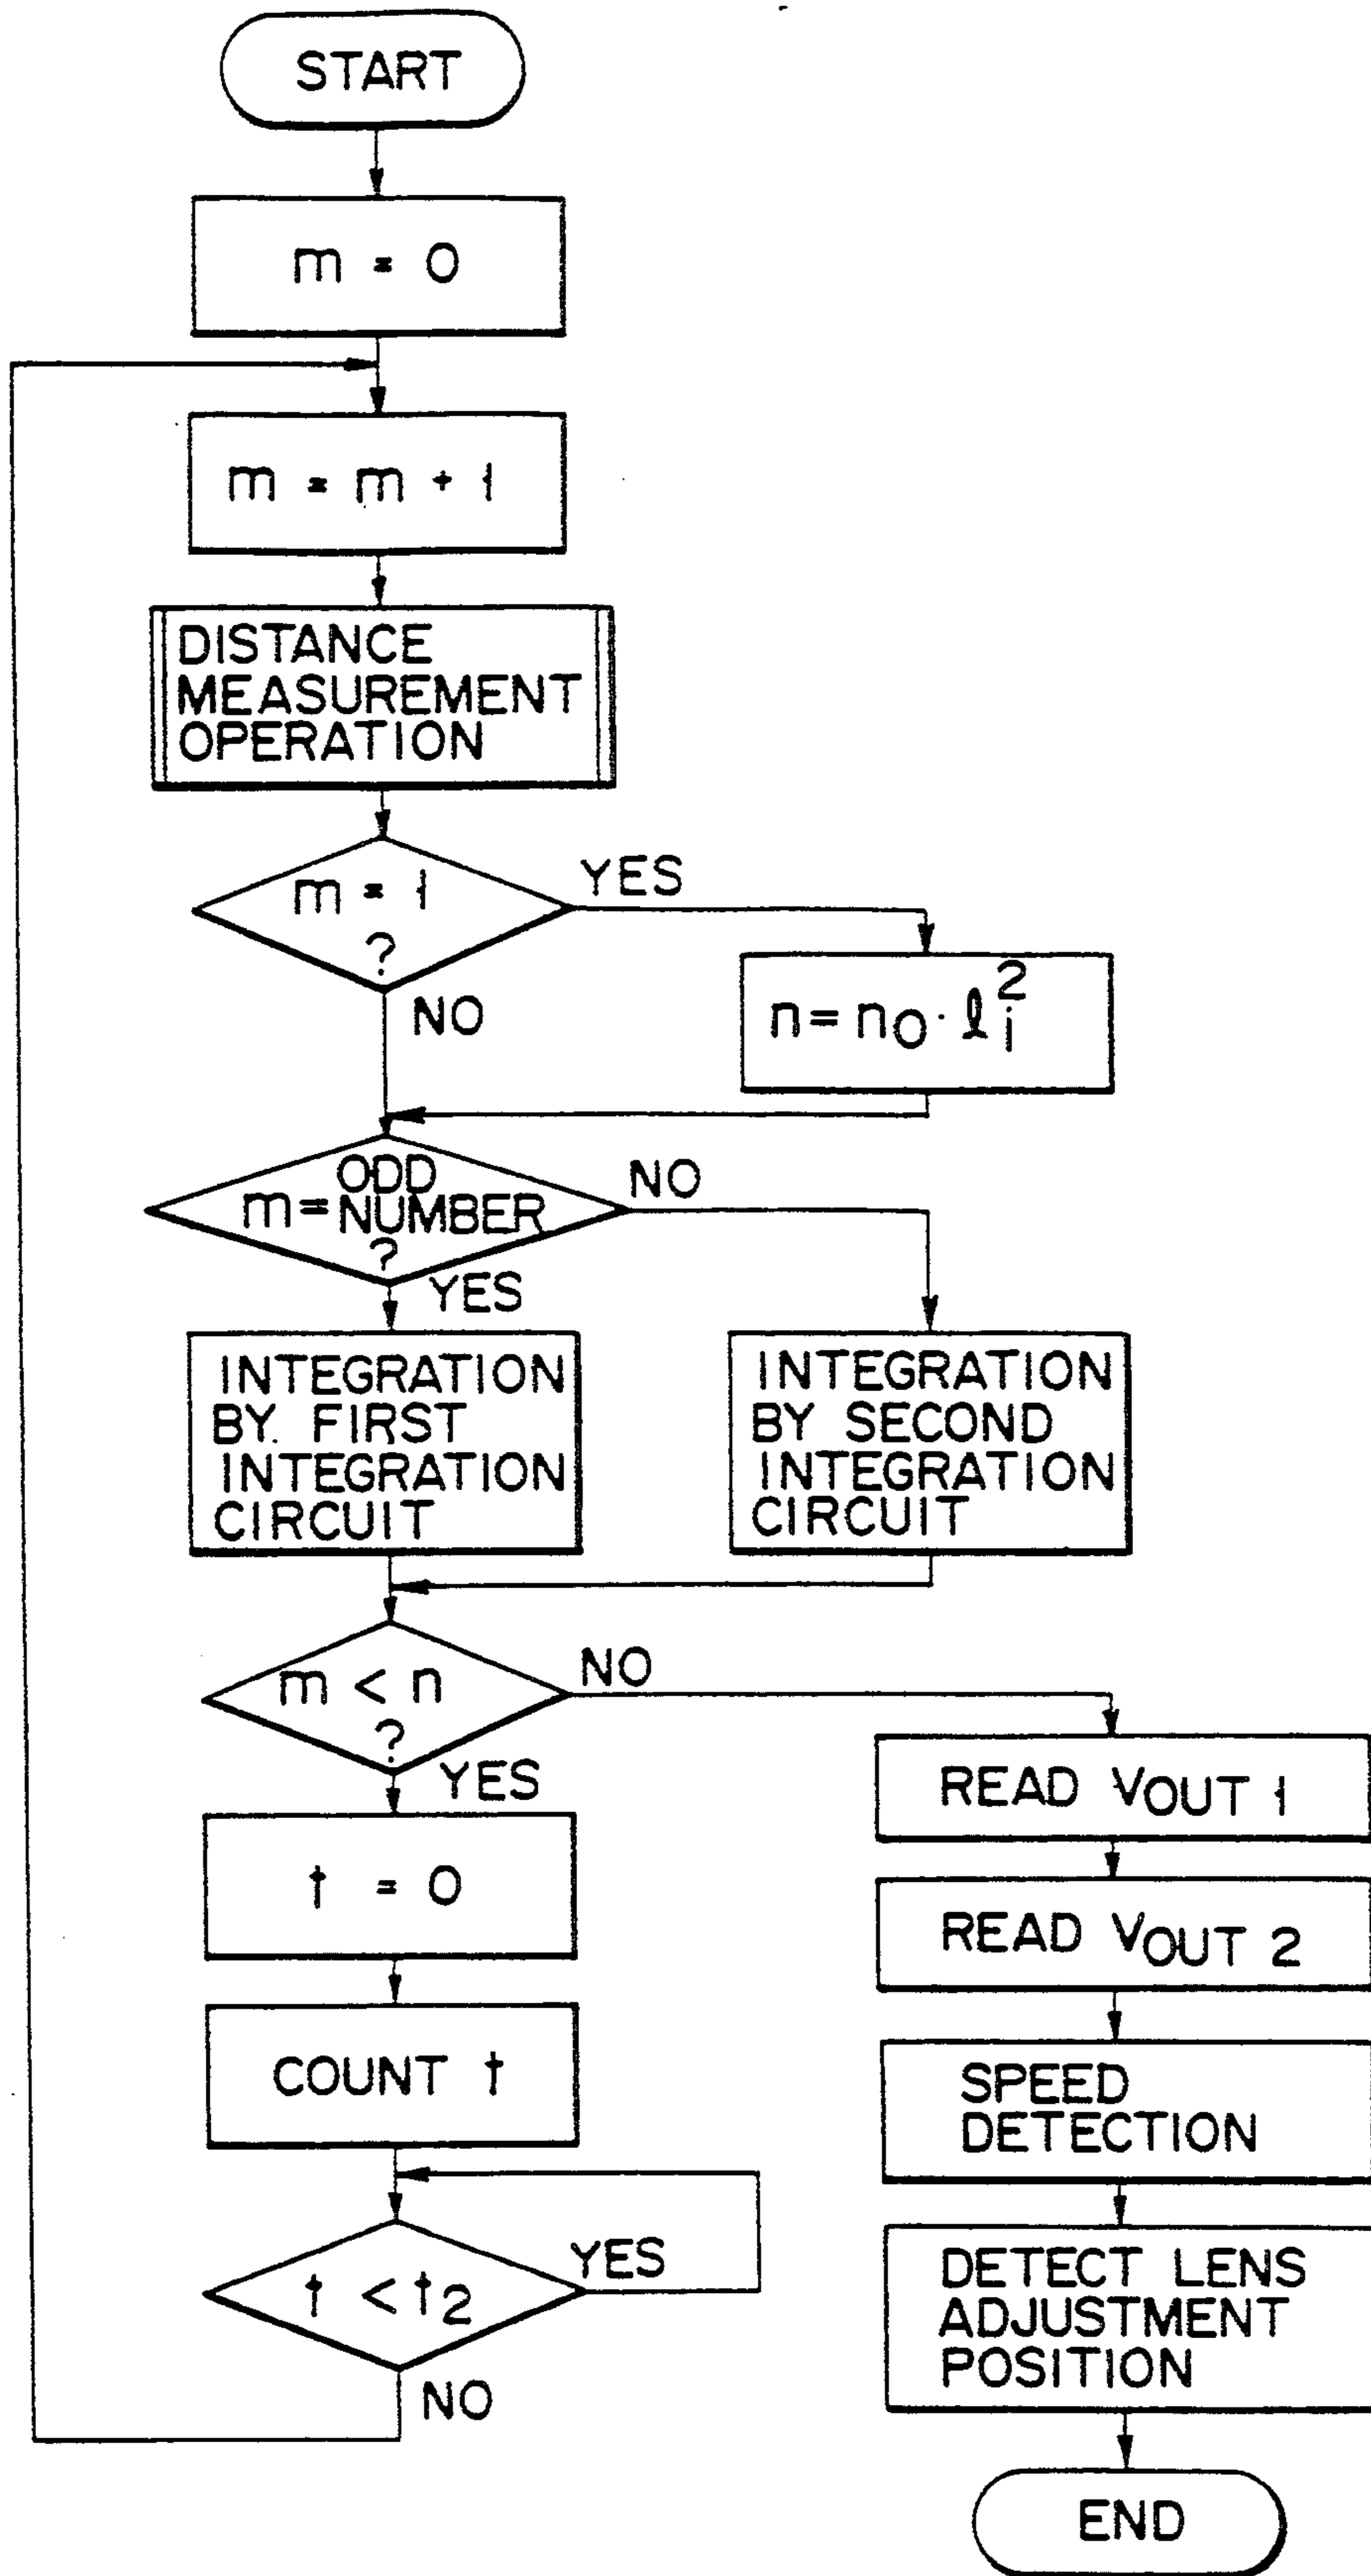 START
m = 0
m = m + 1
DISTANCE
MEASUREMENT
OPERATION
m = 1
?
YES
NO
n = n0 · ℓi²
ODD
m = NUMBER
?
NO
YES
INTEGRATION
BY FIRST
INTEGRATION
CIRCUIT
INTEGRATION
BY SECOND
INTEGRATION
CIRCUIT
m < n
?
NO
YES
t = 0
COUNT t
t < t2
YES
NO
READ VOUT 1
READ VOUT 2
SPEED
DETECTION
DETECT LENS
ADJUSTMENT
POSITION
END